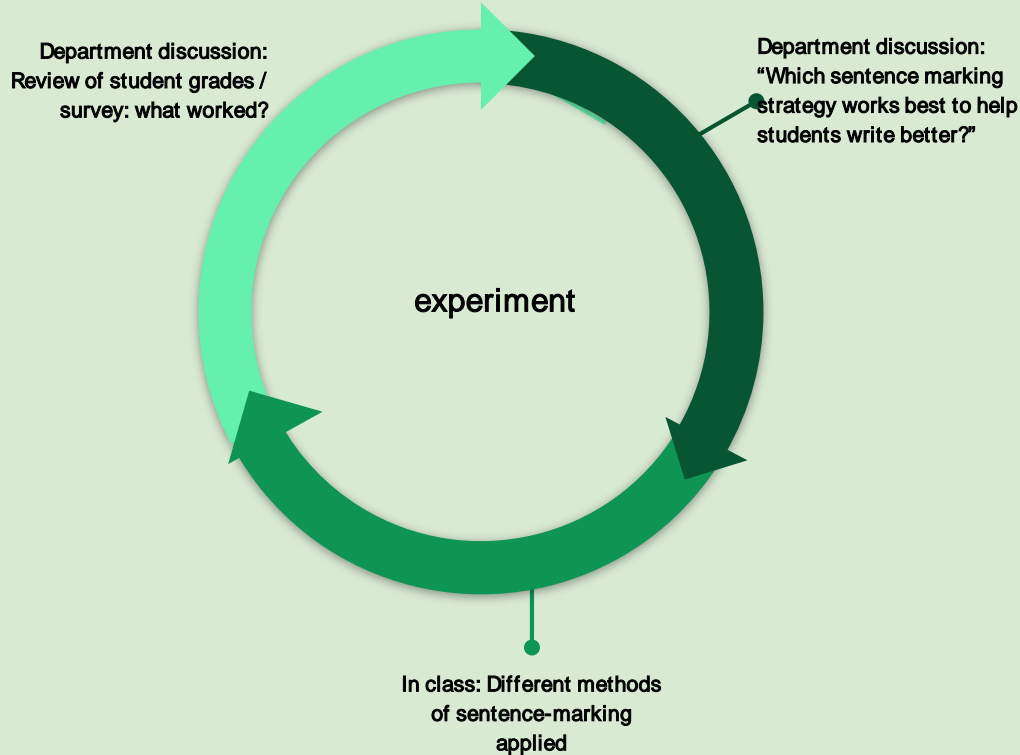 Department discussion:
Review of student grades /
survey: what worked?
Department discussion:
“Which sentence marking
strategy works best to help
students write better?”
experiment
In class: Different methods
of sentence-marking
applied